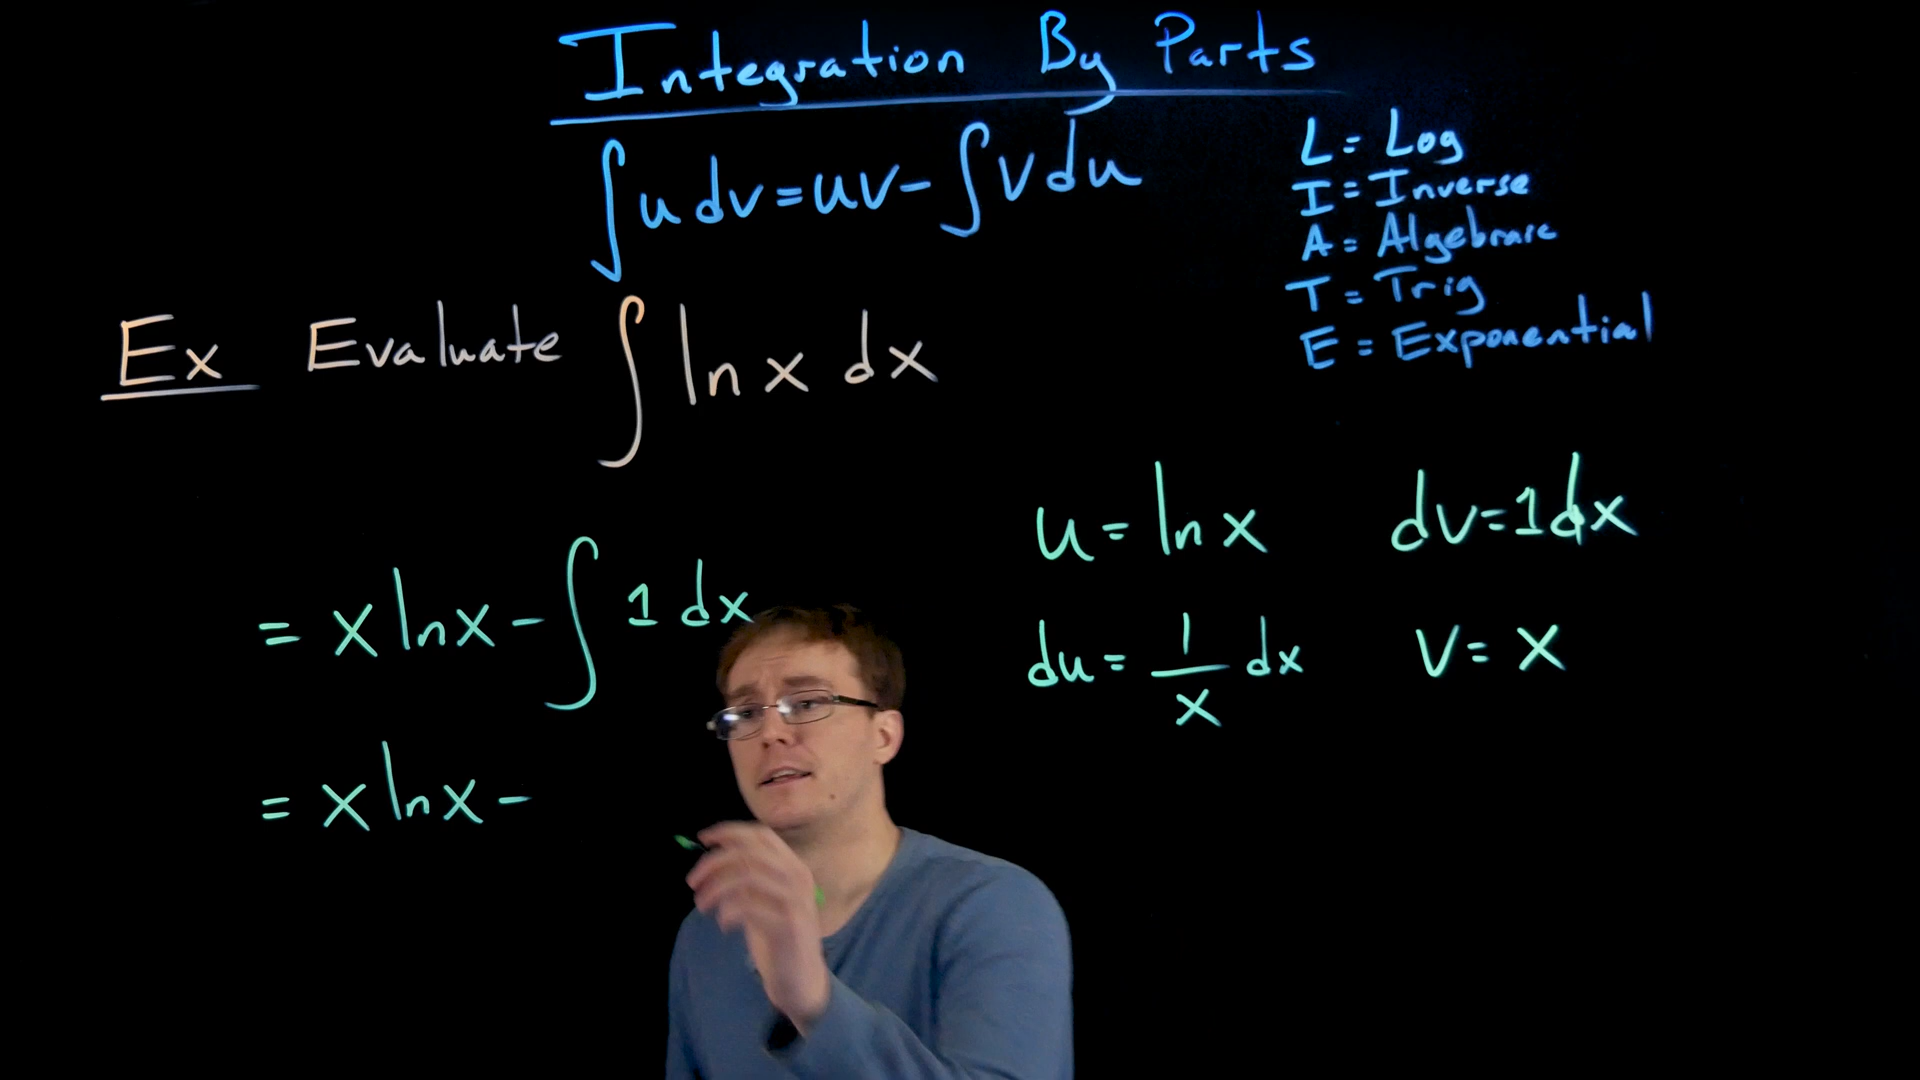 Integration By Parts
∫u dv = uv - ∫v du
L = Log
I = Inverse
A = Algebraic
T = Trig
E = Exponential
Ex Evaluate ∫ ln x dx
u = ln x dv = 1dx
= x ln x - ∫ 1 dx
du = 1/x dx v = x
= x ln x -